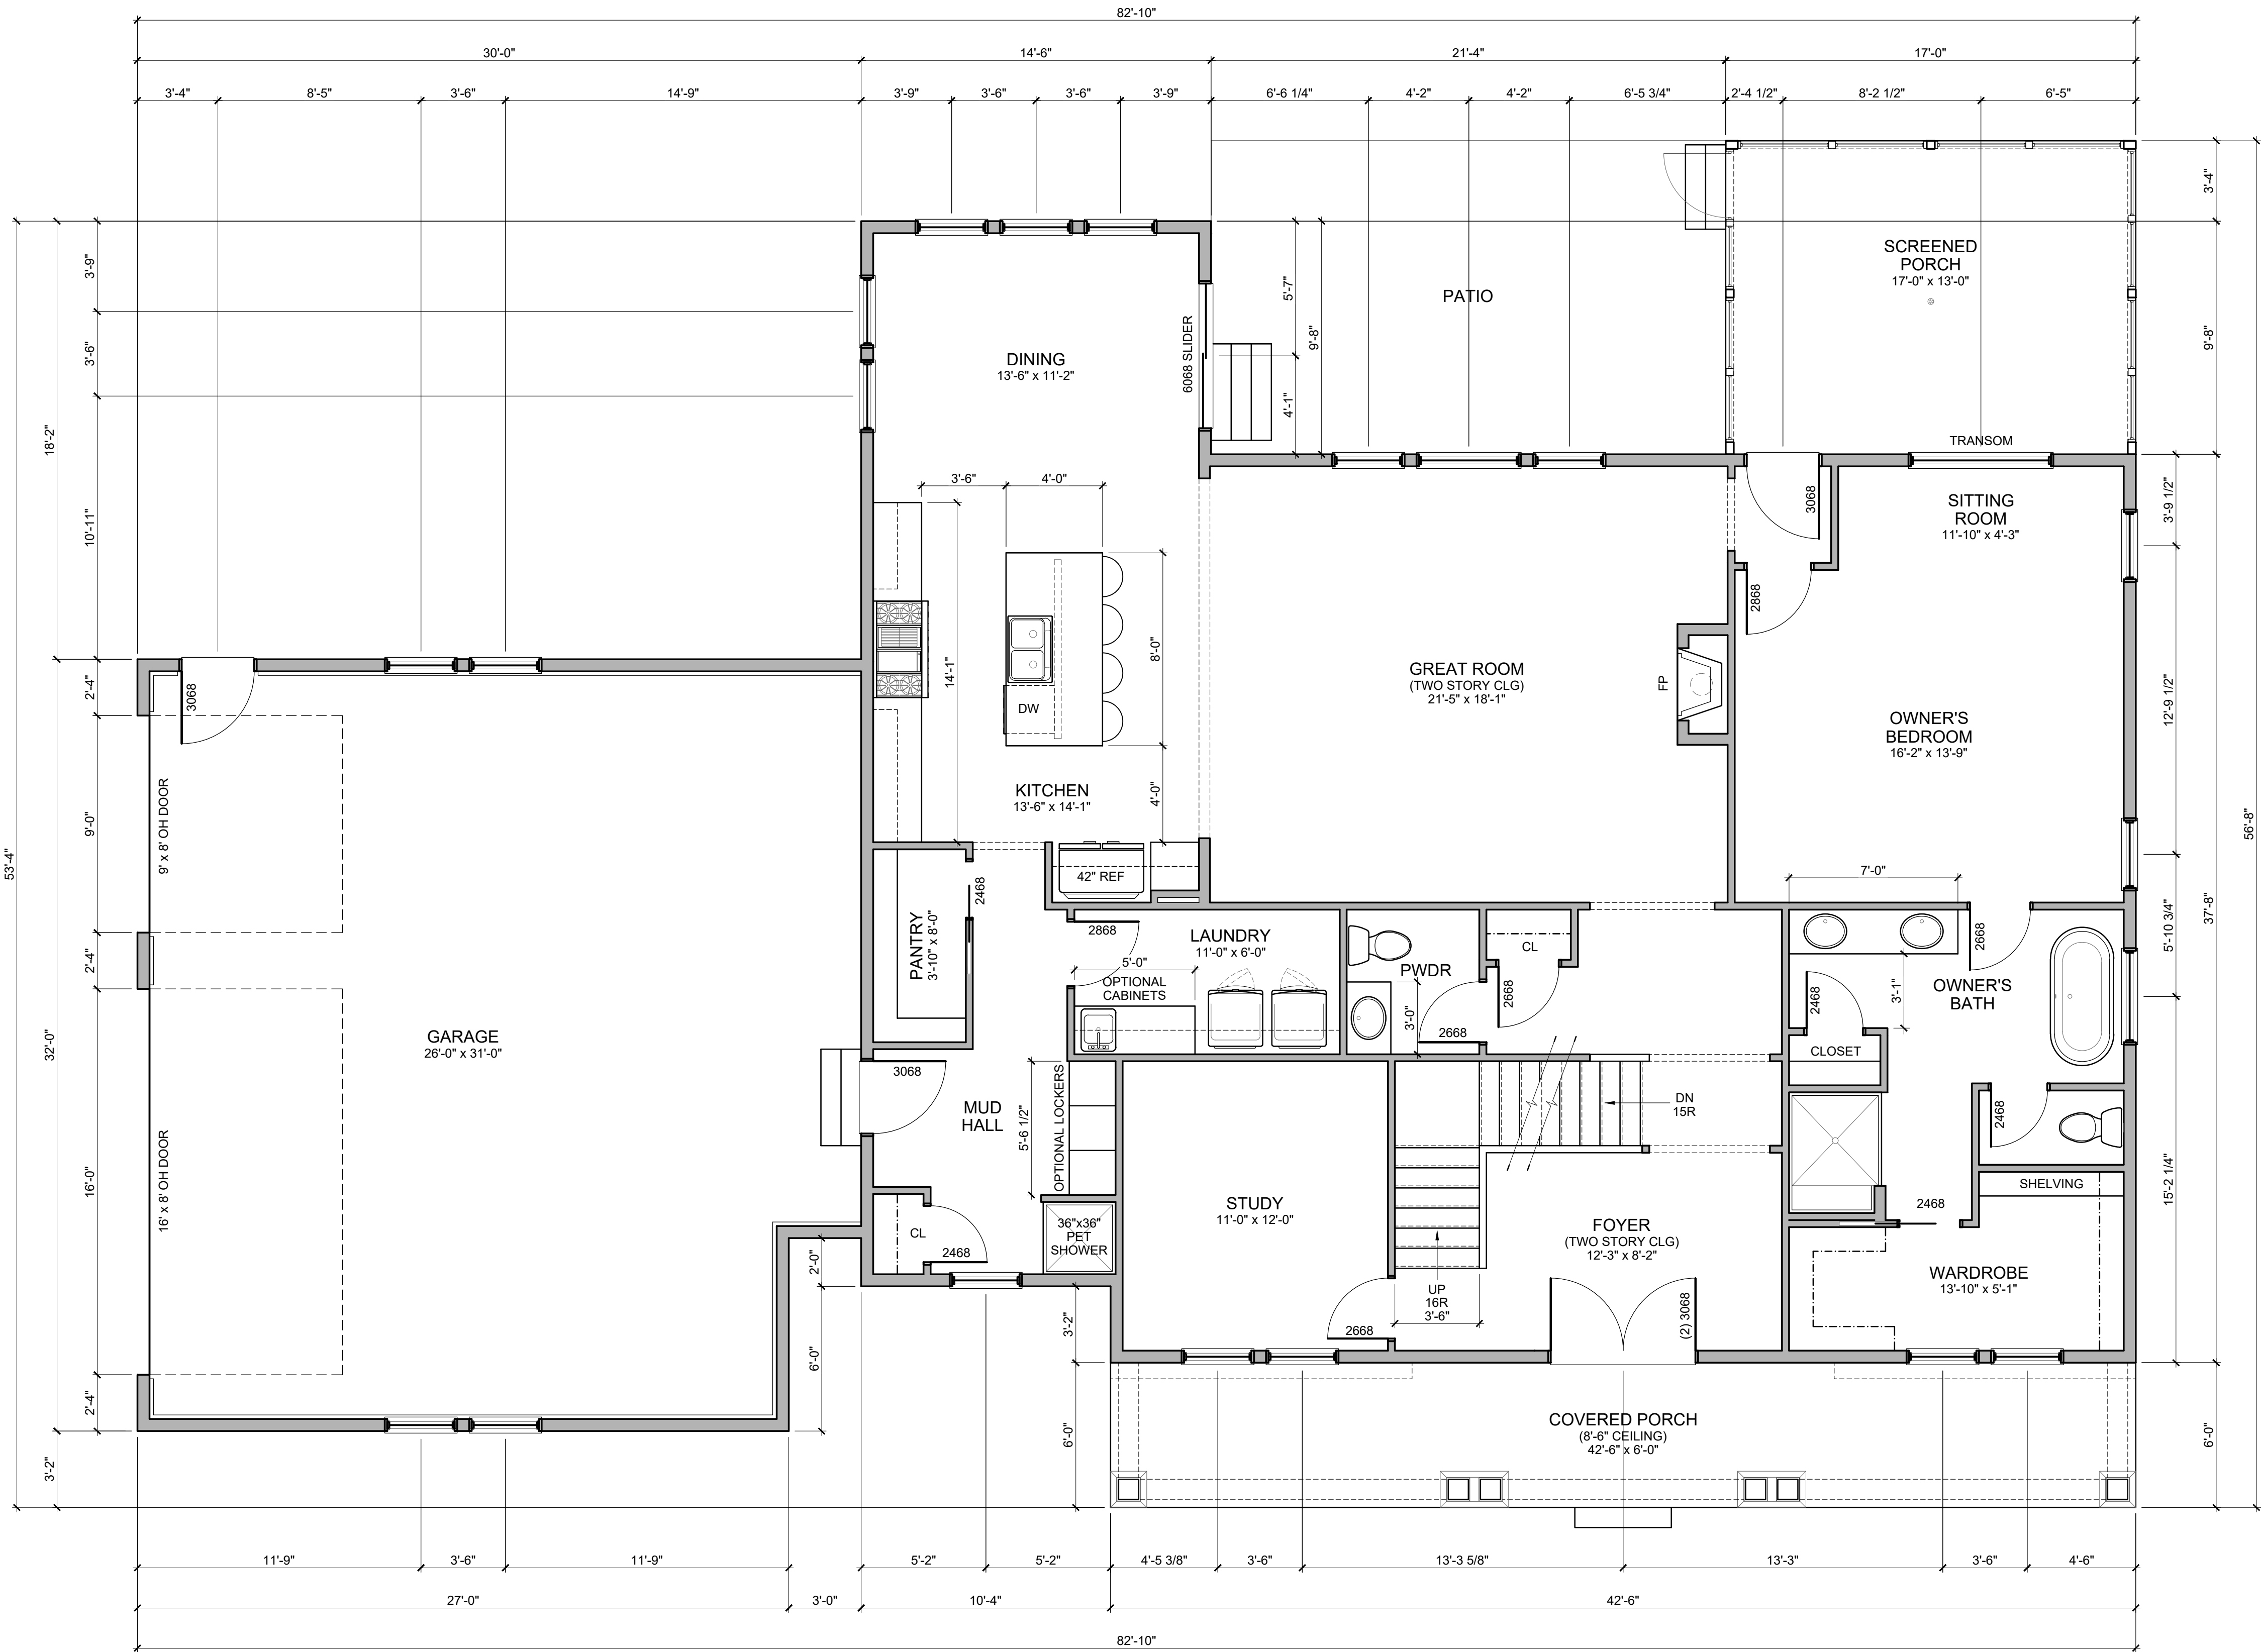 82'-10"
30'-0"
14'-6"
21'-4"
17'-0"
3'-4"
8'-5"
3'-6"
14'-9"
3'-9"
3'-6"
3'-6"
3'-9"
6'-6 1/4"
4'-2"
4'-2"
6'-5 3/4"
2'-4 1/2"
8'-2 1/2"
6'-5"
53'-4"
18'-2"
32'-0"
3'-2"
3'-9"
3'-6"
10'-11"
2'-4"
9'-0"
2'-4"
16'-0"
2'-4"
DINING
13'-6" x 11'-2"
6068 SLIDER
5'-7"
4'-1"
9'-8"
PATIO
SCREENED
PORCH
17'-0" x 13'-0"
TRANSOM
3'-4"
9'-8"
37'-8"
6'-0"
56'-8"
3'-9 1/2"
12'-9 1/2"
5'-10 3/4"
15'-2 1/4"
3'-6"
4'-0"
14'-1"
8'-0"
4'-0"
DW
KITCHEN
13'-6" x 14'-1"
42" REF
GREAT ROOM
(TWO STORY CLG)
21'-5" x 18'-1"
FP
3068
2868
SITTING
ROOM
11'-10" x 4'-3"
OWNER'S
BEDROOM
16'-2" x 13'-9"
7'-0"
3068
9' x 8' OH DOOR
16' x 8' OH DOOR
GARAGE
26'-0" x 31'-0"
PANTRY
3'-10" x 8'-0"
2468
2868
LAUNDRY
11'-0" x 6'-0"
5'-0"
OPTIONAL
CABINETS
PWDR
3'-0"
2668
CL
2668
2668
OWNER'S
BATH
3'-1"
2468
CLOSET
2468
3068
MUD
HALL
5'-6 1/2"
OPTIONAL LOCKERS
CL
2468
36"x36"
PET
SHOWER
STUDY
11'-0" x 12'-0"
2668
DN
15R
UP
16R
3'-6"
FOYER
(TWO STORY CLG)
12'-3" x 8'-2"
(2) 3068
2468
SHELVING
WARDROBE
13'-10" x 5'-1"
2'-0"
6'-0"
3'-2"
6'-0"
COVERED PORCH
(8'-6" CEILING)
42'-6" x 6'-0"
11'-9"
3'-6"
11'-9"
5'-2"
5'-2"
4'-5 3/8"
3'-6"
13'-3 5/8"
13'-3"
3'-6"
4'-6"
27'-0"
3'-0"
10'-4"
42'-6"
82'-10"